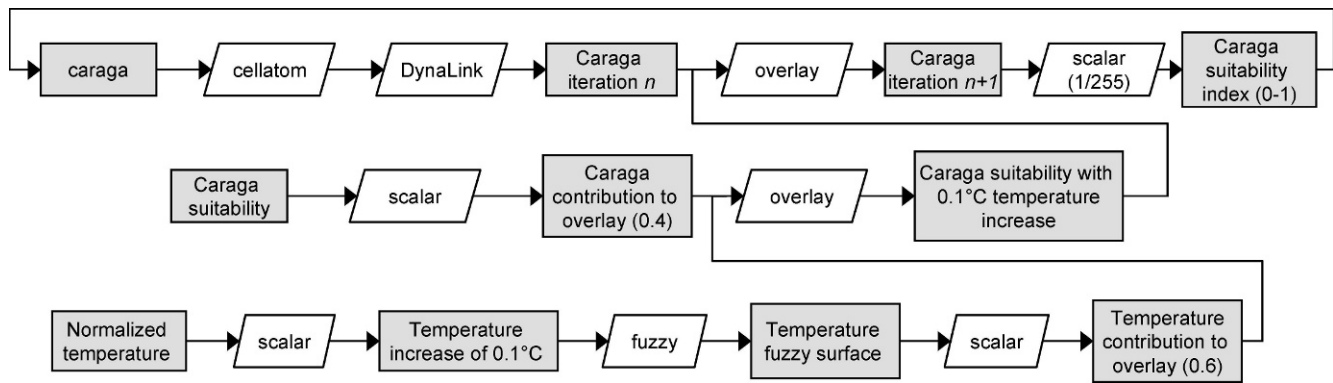 caraga
cellatom
DynaLink
Caraga
iteration n
overlay
Caraga
iteration n+1
scalar
(1/255)
Caraga
suitability
index (0-1)
Caraga
suitability
scalar
Caraga
contribution to
overlay (0.4)
overlay
Caraga suitability with
0.1°C temperature
increase
Normalized
temperature
scalar
Temperature
increase of 0.1°C
fuzzy
Temperature
fuzzy surface
scalar
Temperature
contribution to
overlay (0.6)